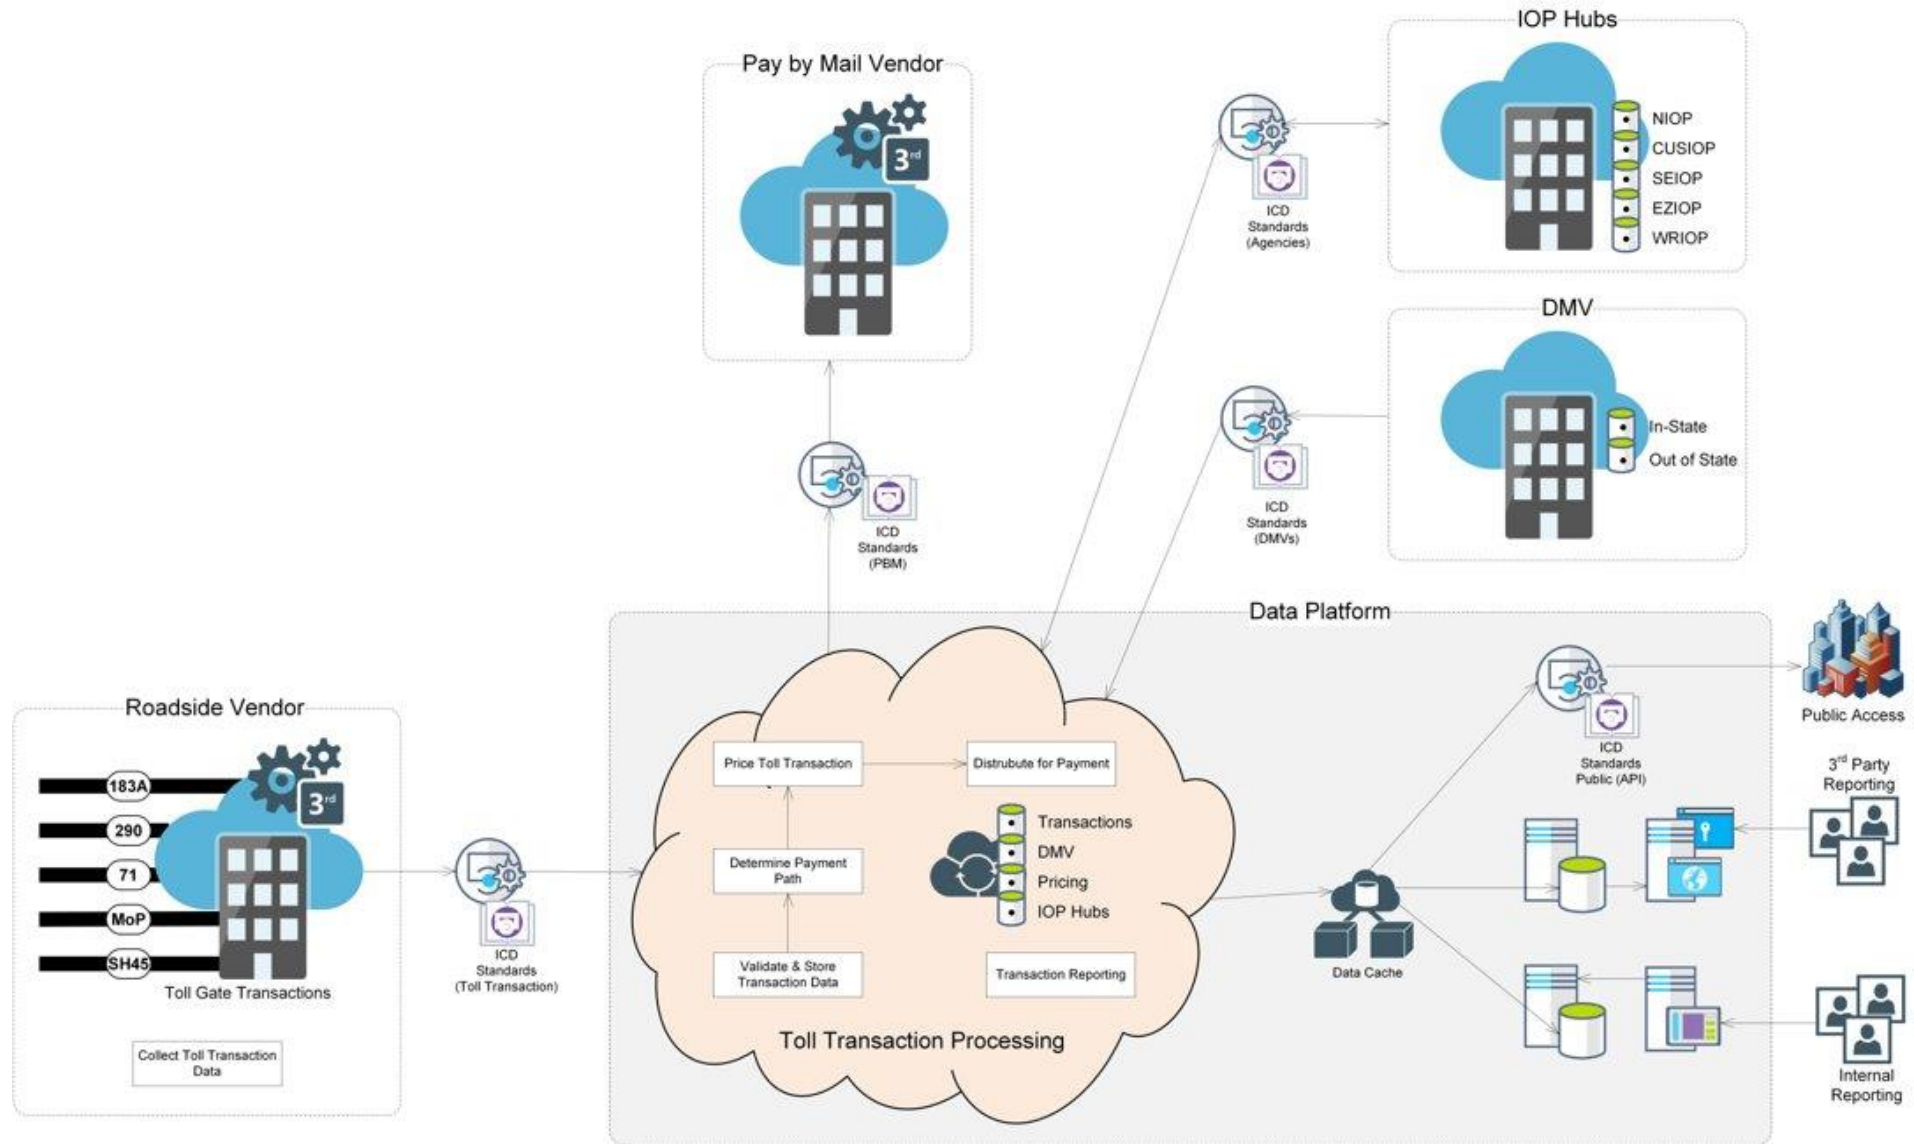 IOP Hubs
Pay by Mail Vendor
3rd
NIOP
CUSIOP
SEIOP
EZIOP
WRIOP
ICD
Standards
(Agencies)
DMV
In-State
Out of State
ICD
Standards
(DMVs)
ICD
Standards
(PBM)
Data Platform
Roadside Vendor
183A
290
71
MoP
SH45
3rd
Toll Gate Transactions
Collect Toll Transaction
Data
ICD
Standards
(Toll Transaction)
Price Toll Transaction
Distrubute for Payment
Determine Payment
Path
Validate & Store
Transaction Data
Transactions
DMV
Pricing
IOP Hubs
Transaction Reporting
Toll Transaction Processing
Data Cache
ICD
Standards
Public (API)
Public Access
3rd Party
Reporting
Internal
Reporting